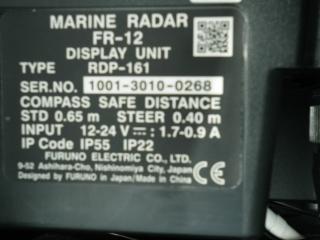 MARINE RADAR
FR-12
DISPLAY UNIT
TYPE RDP-161
SER.NO. 1001-3010-0268
COMPASS SAFE DISTANCE
STD 0.65 m STEER 0.40 m
INPUT 12-24 V ⎓ : 1.7-0.9 A
IP Code IP55 IP22
FURUNO ELECTRIC CO., LTD.
9-52 Ashihara-Cho, Nishinomiya City, Japan
Designed by FURUNO in Japan/Made in China
CE